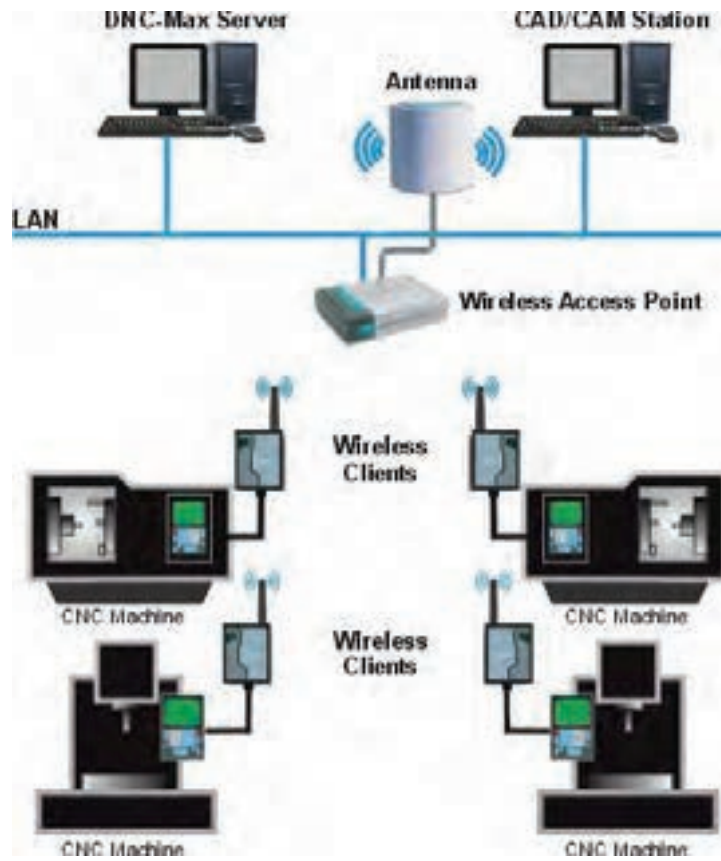 DNC-Max Server
CAD/CAM Station
Antenna
LAN
Wireless Access Point
Wireless
Clients
CNC Machine
CNC Machine
Wireless
Clients
CNC Machine
CNC Machine